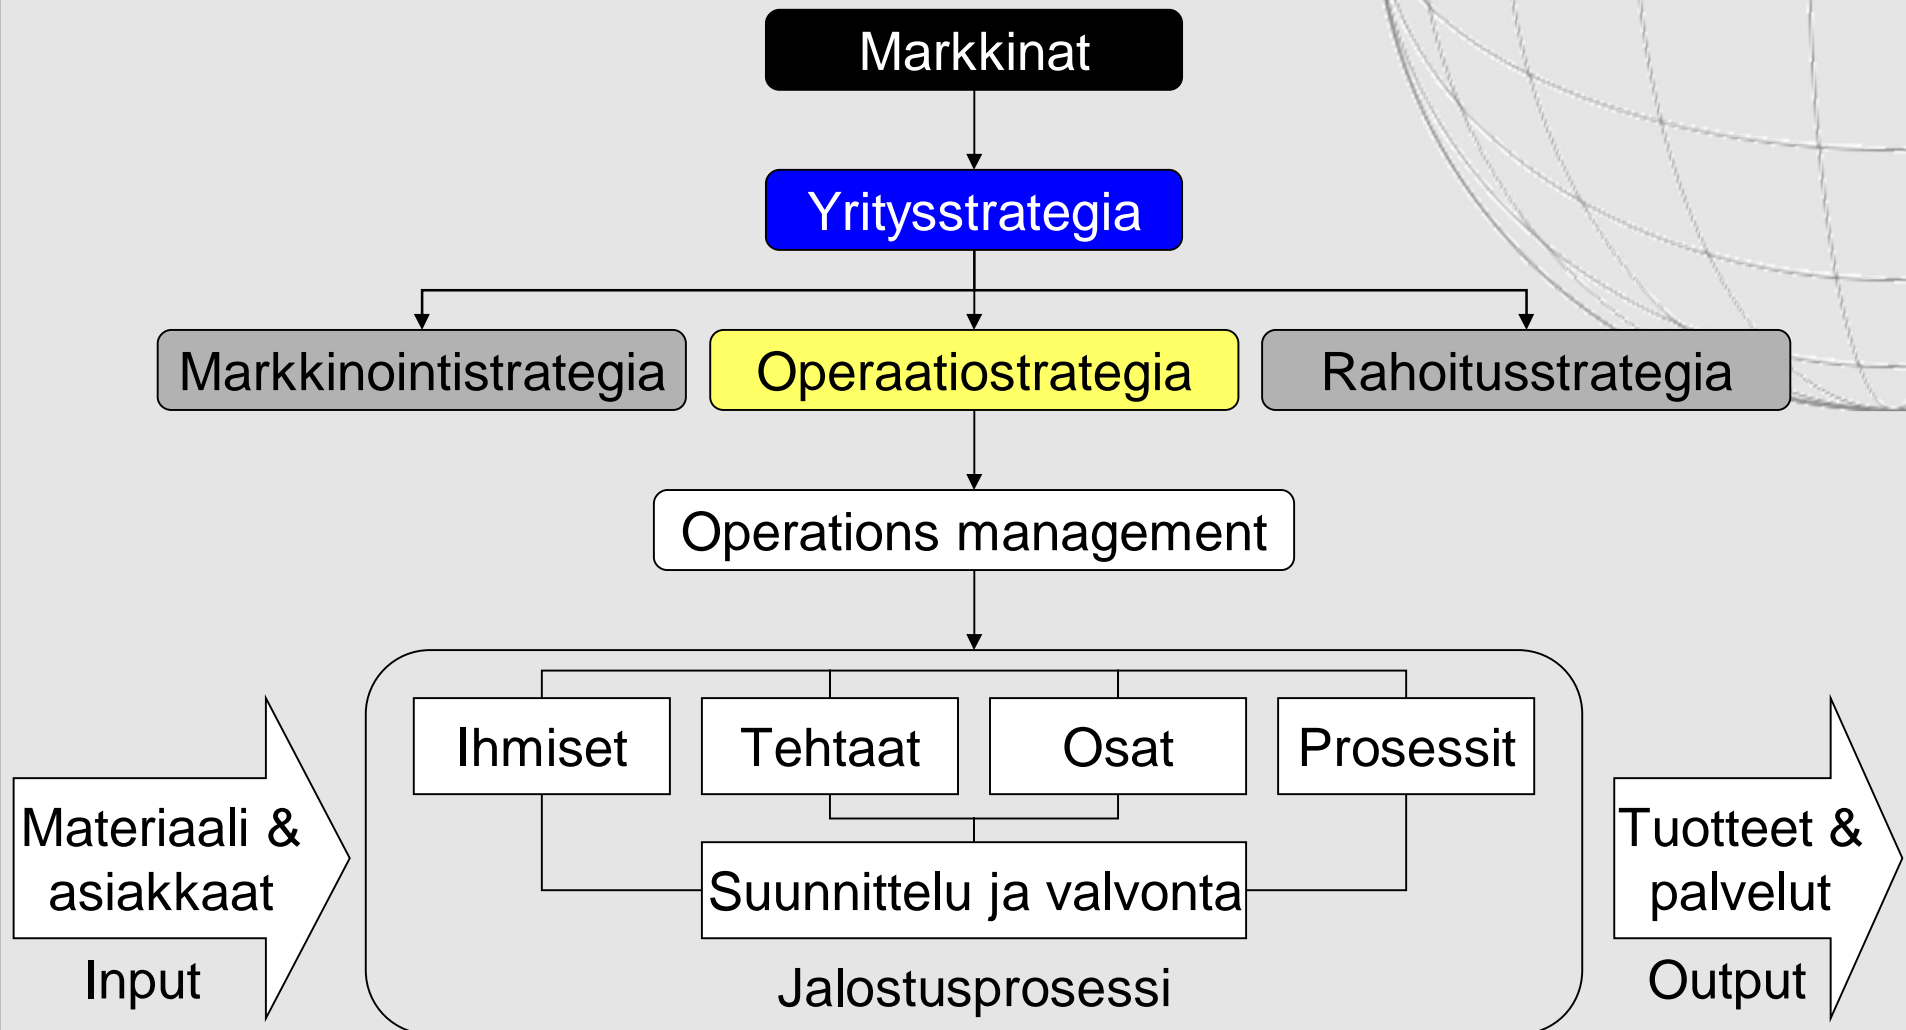 Markkinat
Yritysstrategia
Markkinointistrategia
Operaatiostrategia
Rahoitusstrategia
Operations management
Ihmiset
Tehtaat
Osat
Prosessit
Materiaali &
asiakkaat
Input
Suunnittelu ja valvonta
Jalostusprosessi
Tuotteet &
palvelut
Output